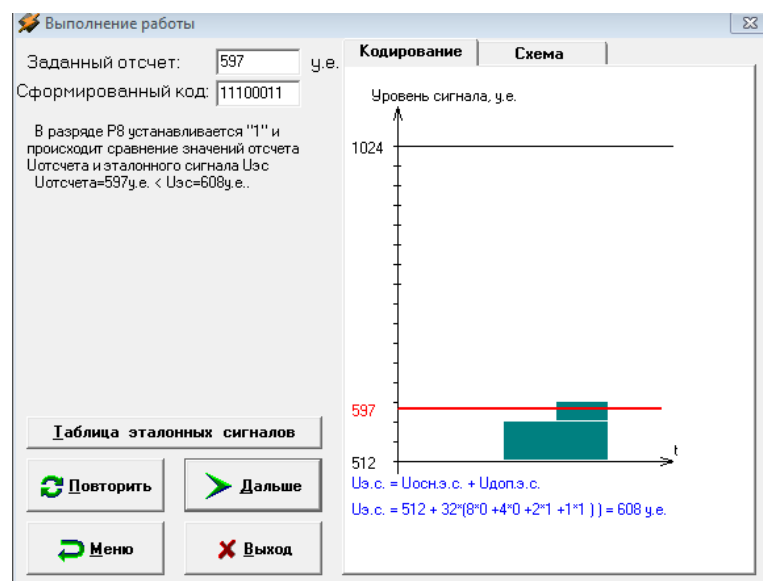 Выполнение работы
Заданный отсчет: 597 у.е.
Сформированный код: 11100011
В разряде P8 устанавливается "1" и
происходит сравнение значений отсчета
Uотсчета и эталонного сигнала Uэс
Uотсчета=597у.е. < Uэс=608у.е..
Таблица эталонных сигналов
Повторить
Дальше
Меню
Выход
Кодирование
Схема
Уровень сигнала, у.е.
1024
597
512
t
Uэ.с. = Uосн.э.с. + Uдоп.э.с.
Uэ.с. = 512 + 32*(8*0 +4*0 +2*1 +1*1 ) ) = 608 у.е.